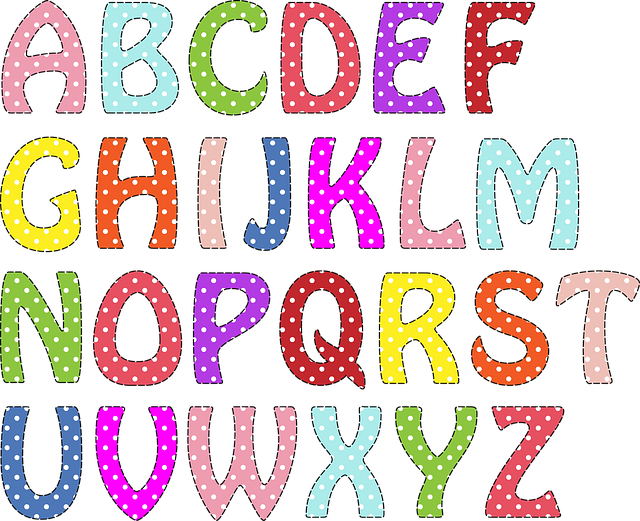 ABCDEF
GHIJKLM
NOPQRST
UVWXYZ